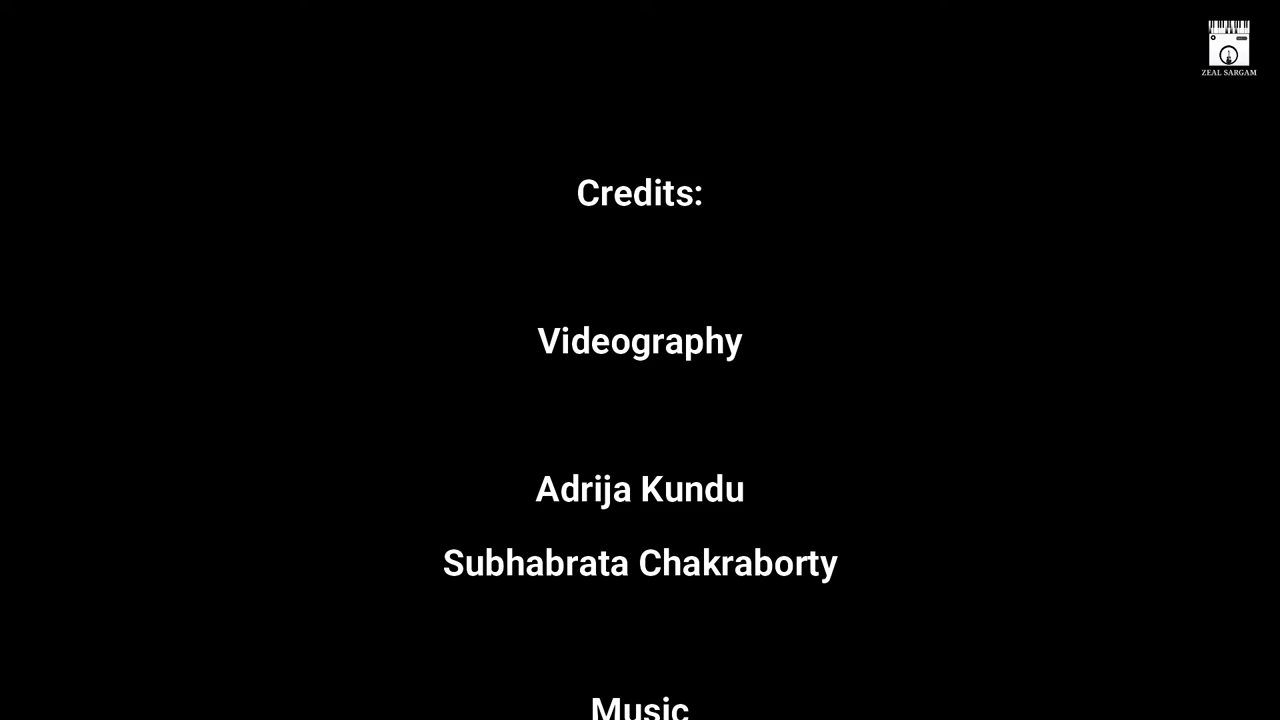 ZEAL SARGAM
Credits:
Videography
Adrija Kundu
Subhabrata Chakraborty
Music